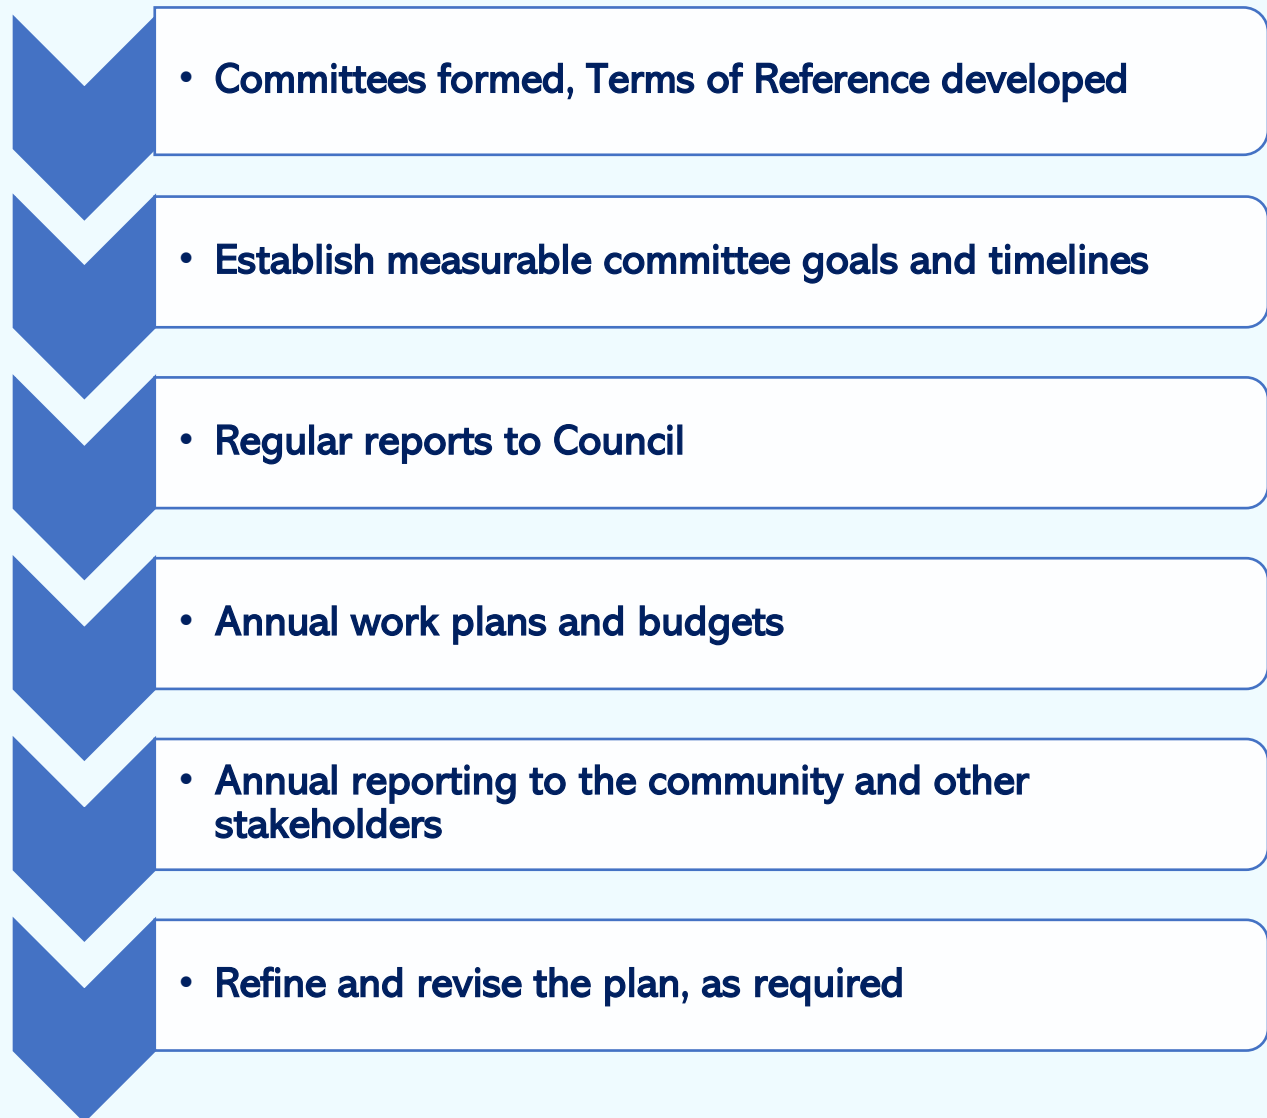 • Committees formed, Terms of Reference developed
• Establish measurable committee goals and timelines
• Regular reports to Council
• Annual work plans and budgets
• Annual reporting to the community and other
stakeholders
• Refine and revise the plan, as required